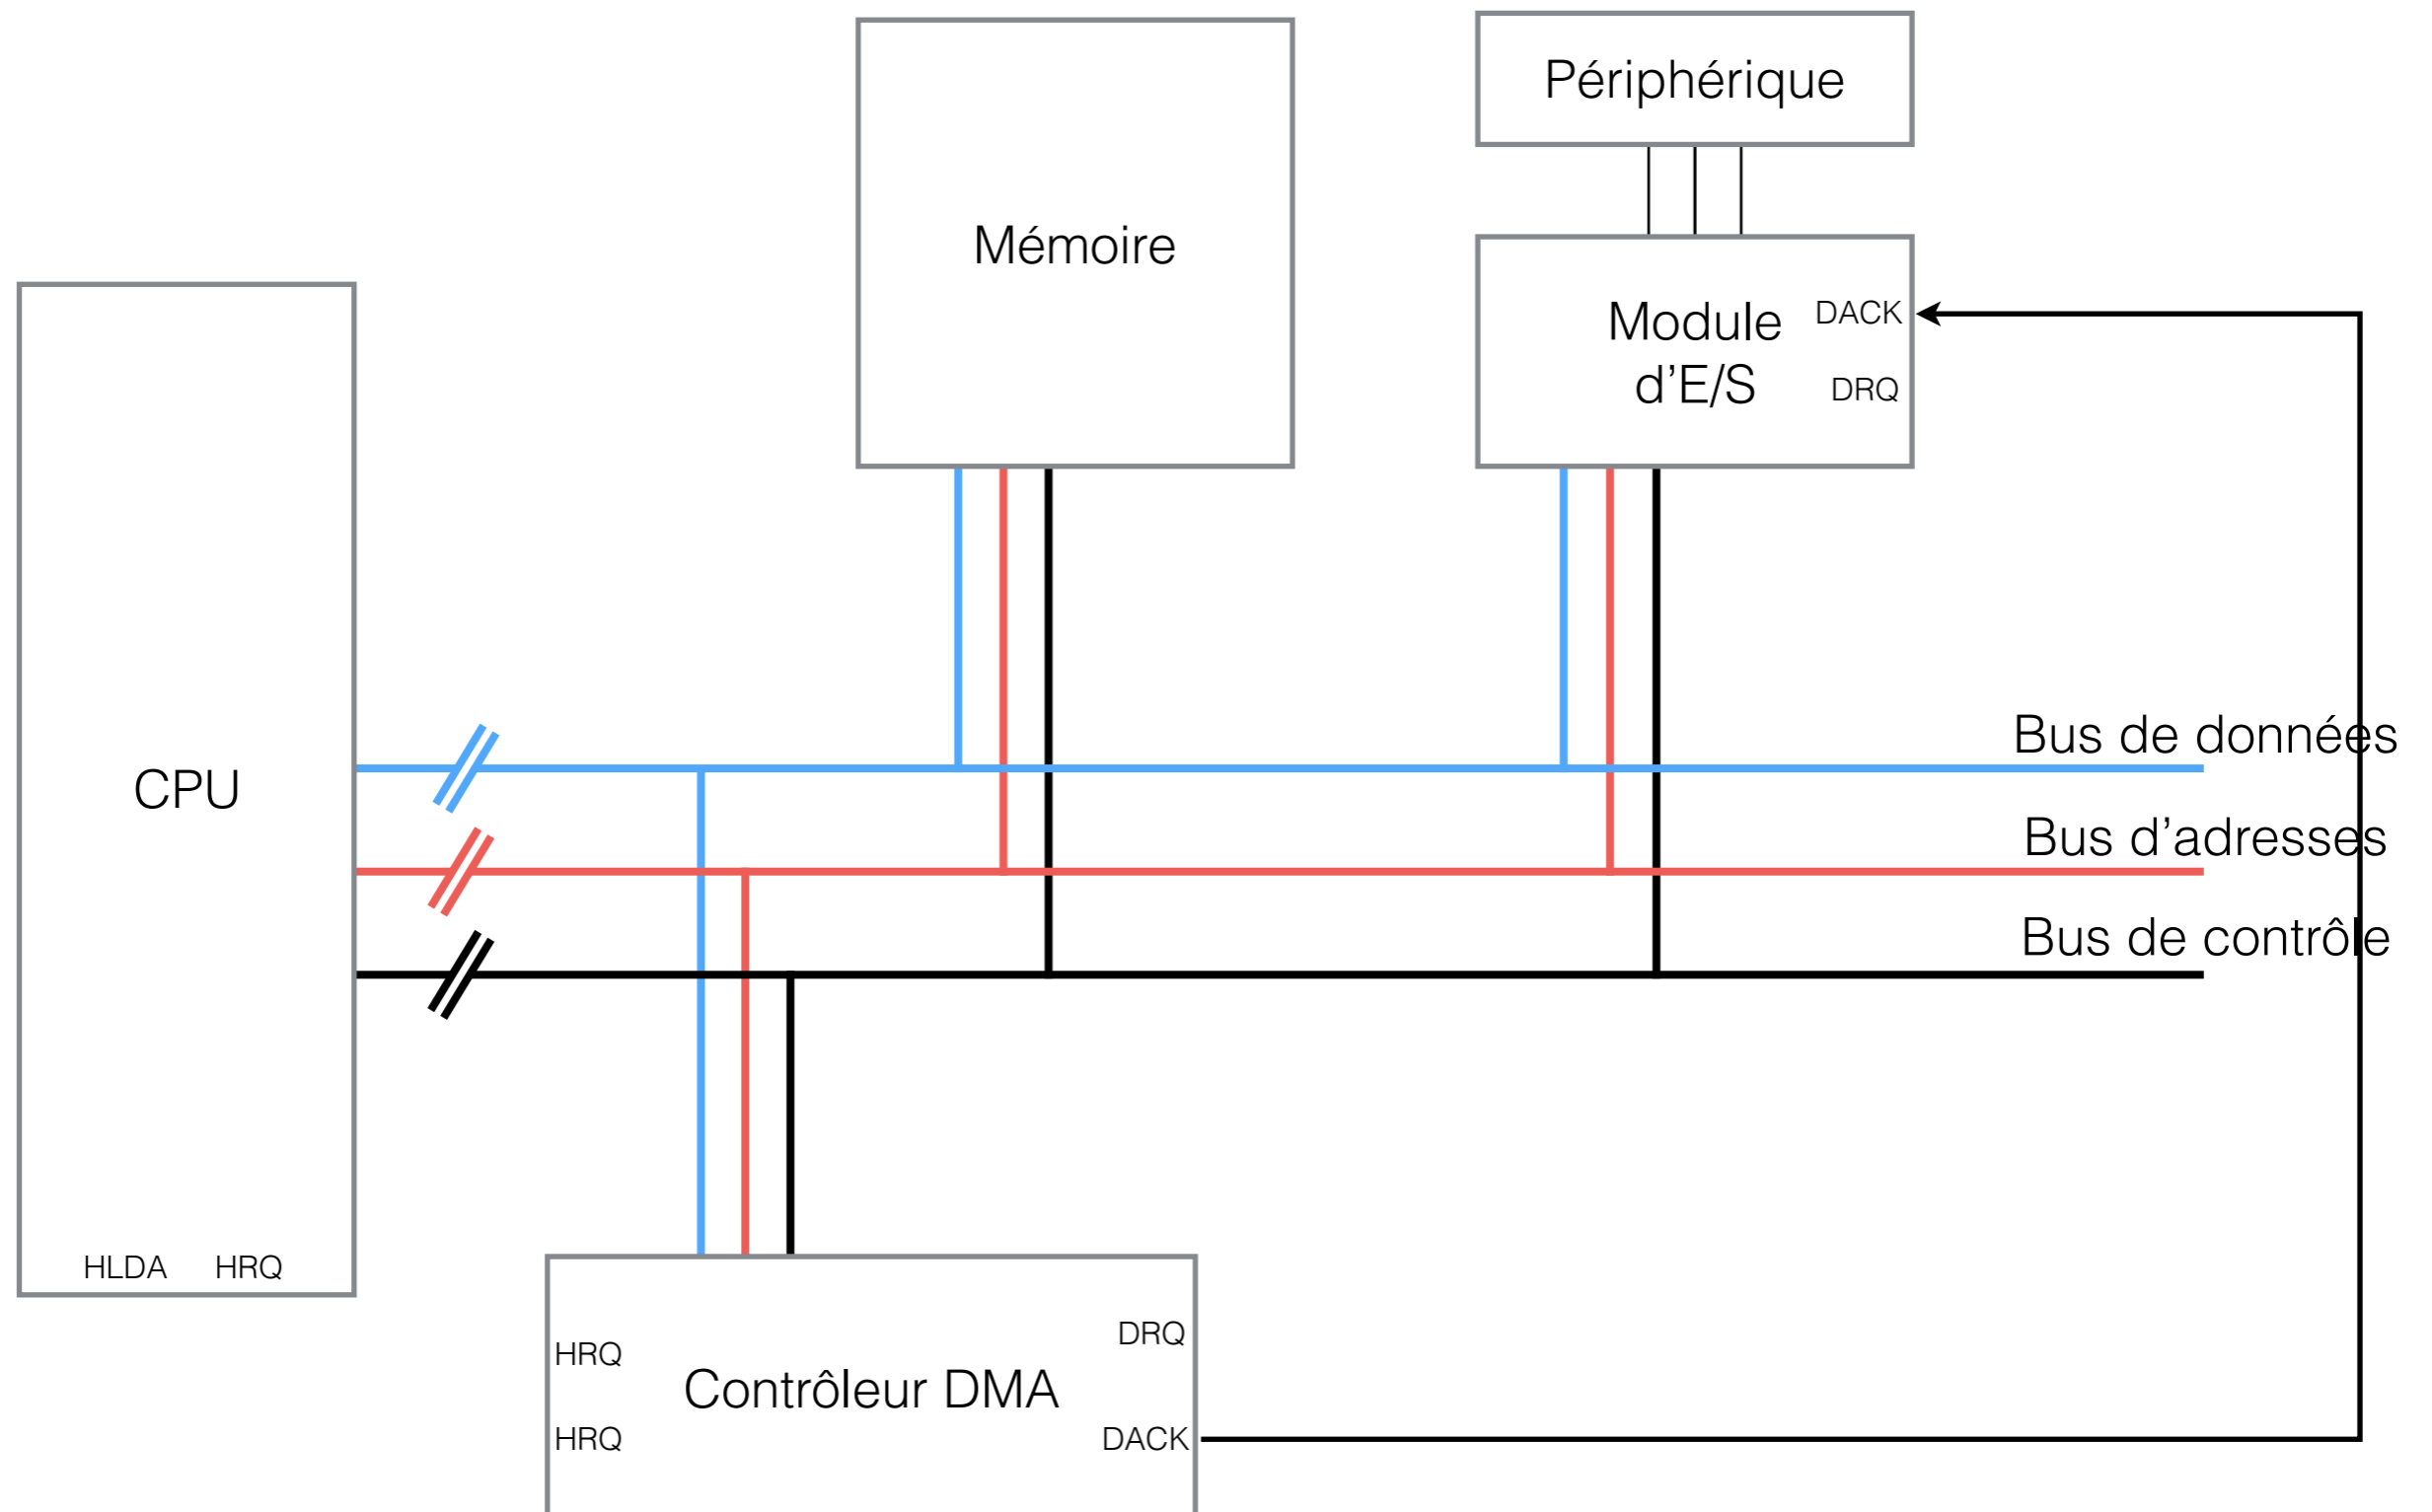 Périphérique
Mémoire
Module
d’E/S
DACK
DRQ
Bus de données
CPU
Bus d’adresses
Bus de contrôle
HLDA
HRQ
HRQ
DRQ
Contrôleur DMA
HRQ
DACK